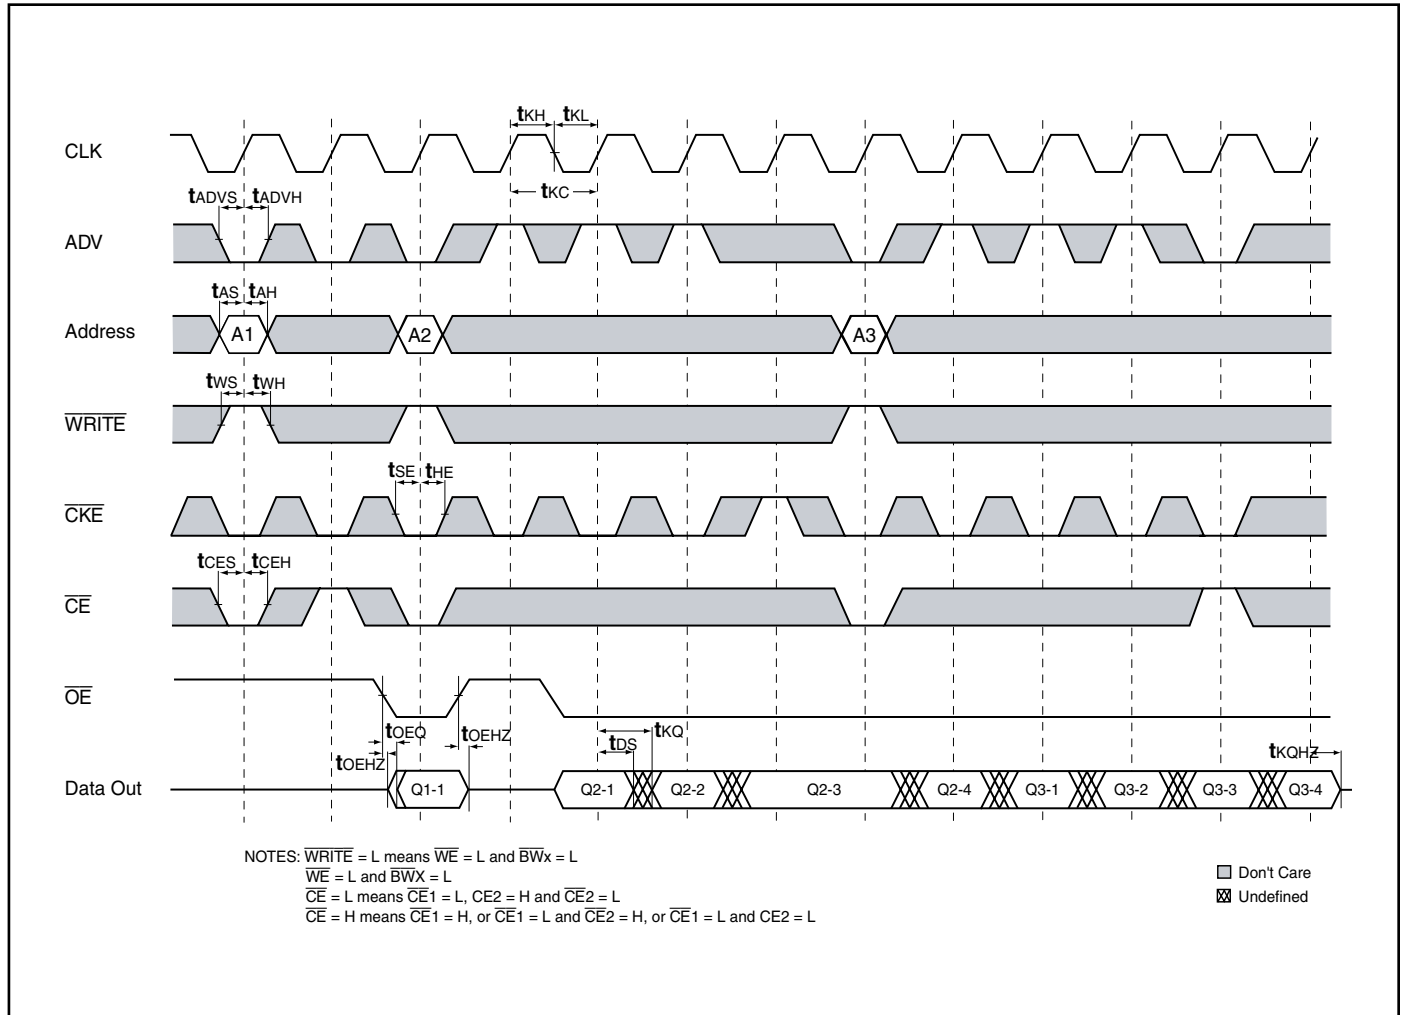 tKH tKL
CLK
tKC
tADVS tADVH
ADV
tAS tAH
Address
A1 A2 A3
tWS tWH
WRITE
tSE tHE
CKE
tCES tCEH
CE
OE
tOEQ tOEHZ tKQ
tDS
tOEHZ tKQHZ
Data Out
Q1-1 Q2-1 Q2-2 Q2-3 Q2-4 Q3-1 Q3-2 Q3-3 Q3-4
NOTES: WRITE = L means WE = L and BWx = L
WE = L and BWX = L
CE = L means CE1 = L, CE2 = H and CE2 = L
CE = H means CE1 = H, or CE1 = L and CE2 = H, or CE1 = L and CE2 = L
Don't Care
Undefined